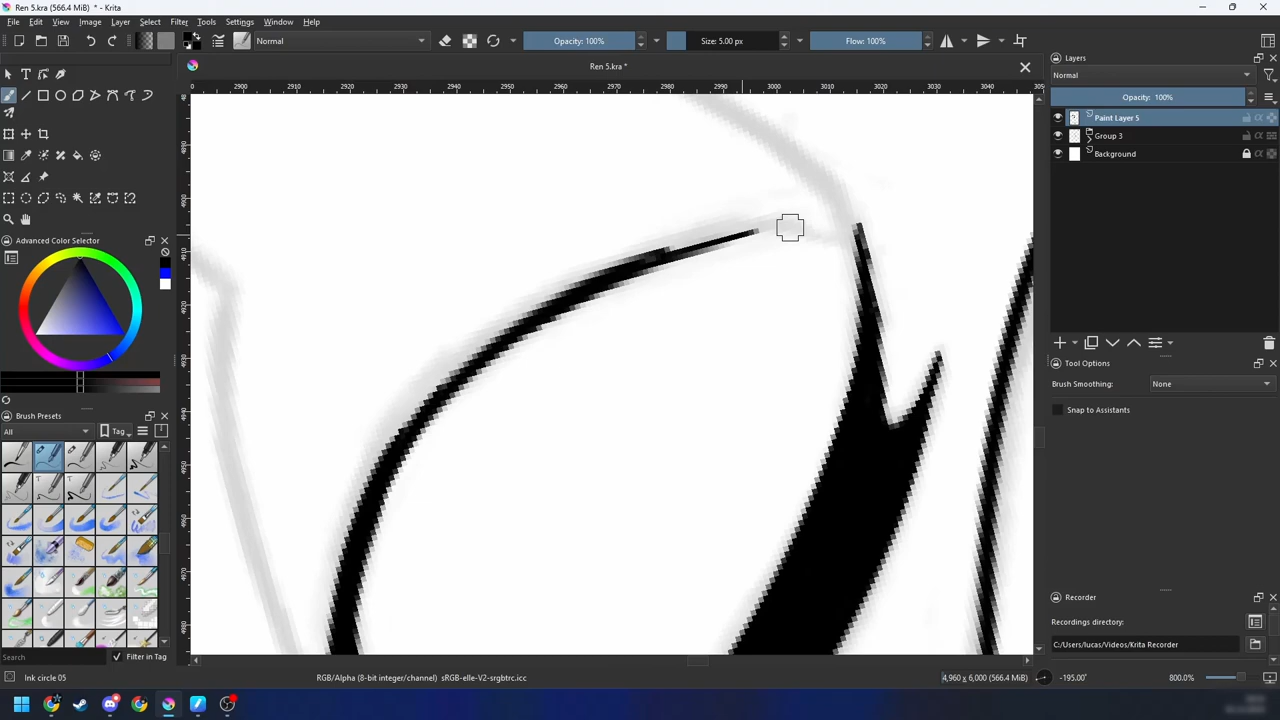 Ren 5.kra (566.4 MiB) * - Krita
File Edit View Image Layer Select Filter Tools Settings Window Help
Normal
Opacity: 100%
Size: 5.00 px
Flow: 100%
Ren 5.kra *
2900 2910 2920 2930 2940 2950 2960 2970 2980 2990 3000 3010 3020 3030 3040
Layers
Normal
Opacity: 100%
Paint Layer 5
Group 3
Background
Advanced Color Selector
Tool Options
Brush Smoothing: None
Snap to Assistants
Brush Presets
All
Tag
Recorder
Recordings directory:
C:/Users/lucas/Videos/Krita Recorder
Search
Filter in Tag
Ink circle 05
RGB/Alpha (8-bit integer/channel) sRGB-elle-V2-srgbtrc.icc
4,960 x 6,000 (566.4 MiB)
-195.00°
800.0%